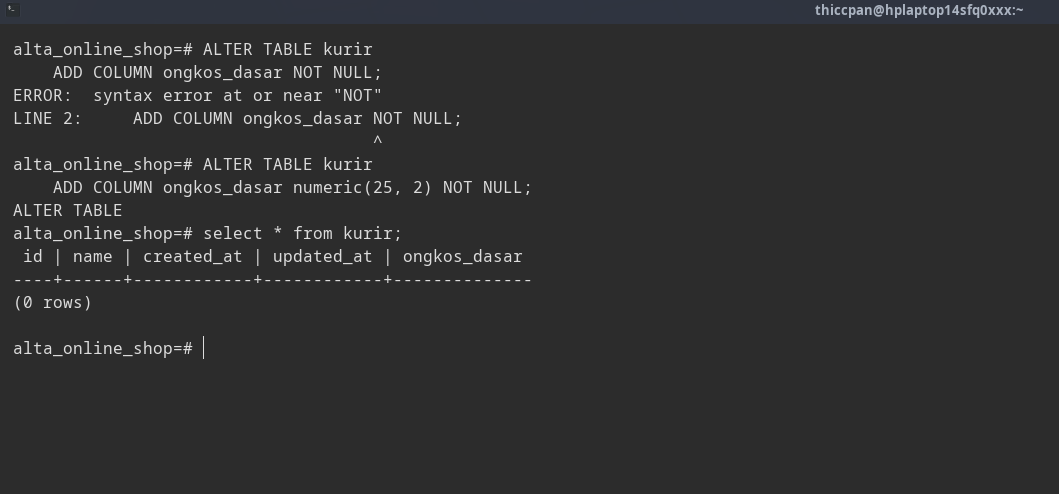 thiccpan@hplaptop14sfq0xxx:~
alta_online_shop=# ALTER TABLE kurir
    ADD COLUMN ongkos_dasar NOT NULL;
ERROR:  syntax error at or near "NOT"
LINE 2:     ADD COLUMN ongkos_dasar NOT NULL;
                                    ^
alta_online_shop=# ALTER TABLE kurir
    ADD COLUMN ongkos_dasar numeric(25, 2) NOT NULL;
ALTER TABLE
alta_online_shop=# select * from kurir;
 id | name | created_at | updated_at | ongkos_dasar
----+------+------------+------------+--------------
(0 rows)
alta_online_shop=#